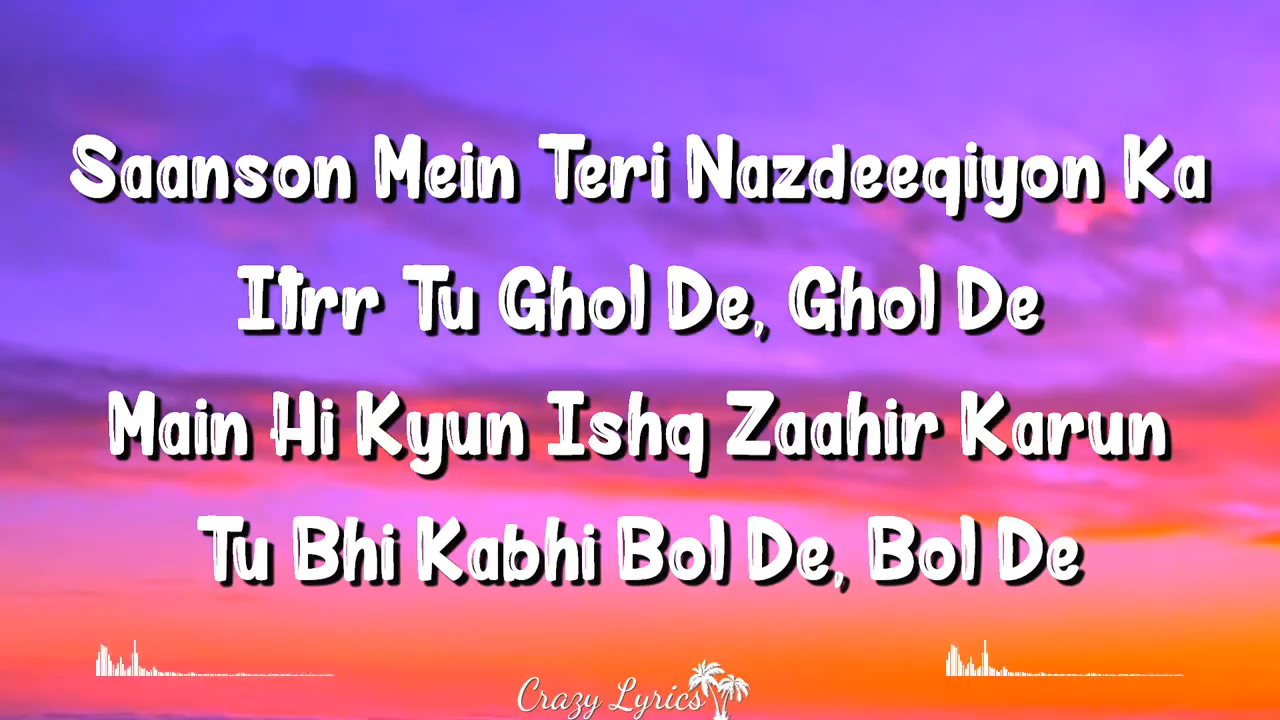 Saanson Mein Teri Nazdeeqiyon Ka
Itrr Tu Ghol De, Ghol De
Main Hi Kyun Ishq Zaahir Karun
Tu Bhi Kabhi Bol De, Bol De
Crazy Lyrics